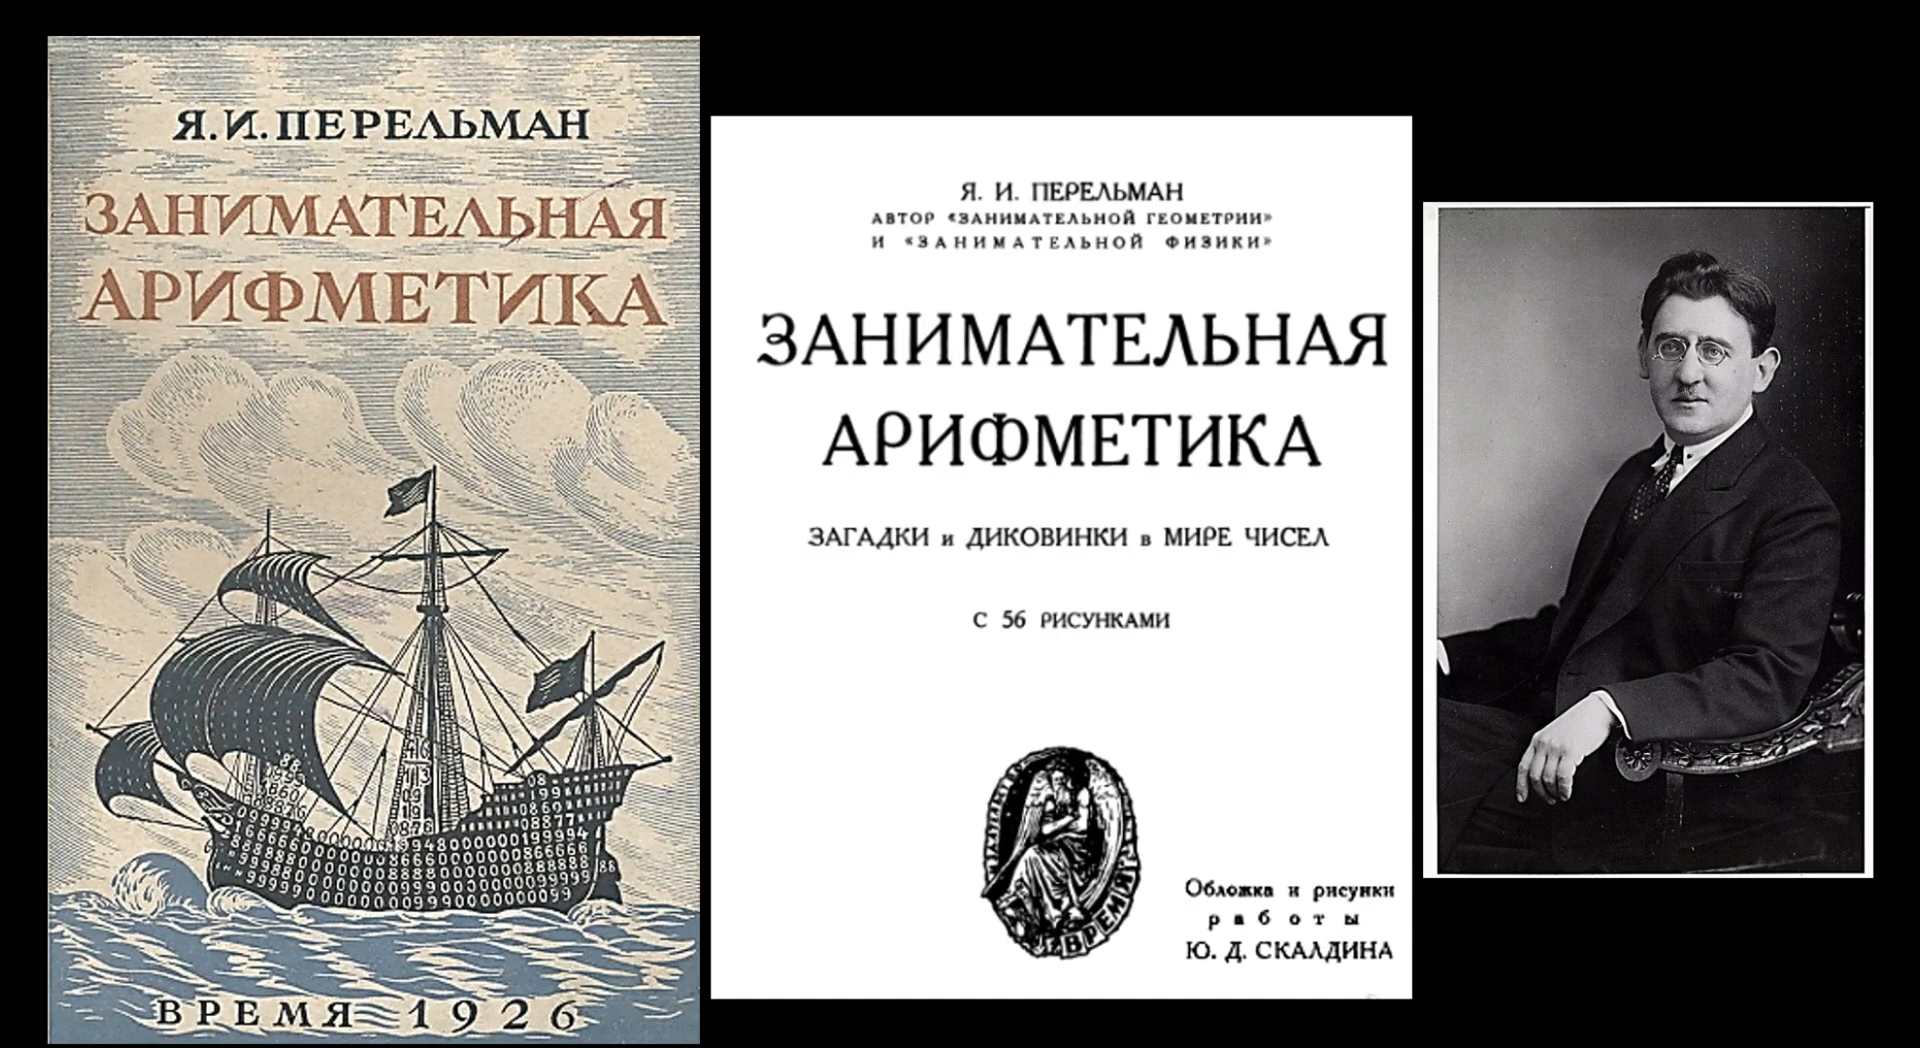 Я. И. ПЕРЕЛЬМАН
ЗАНИМАТЕЛЬНАЯ
АРИФМЕТИКА
ВРЕМЯ 1926
Я. И. ПЕРЕЛЬМАН
АВТОР «ЗАНИМАТЕЛЬНОЙ ГЕОМЕТРИИ»
И «ЗАНИМАТЕЛЬНОЙ ФИЗИКИ»
ЗАНИМАТЕЛЬНАЯ
АРИФМЕТИКА
ЗАГАДКИ и ДИКОВИНКИ в МИРЕ ЧИСЕЛ
С 56 РИСУНКАМИ
ВРЕМЯ
Обложка и рисунки
работы
Ю. Д. СКАЛДИНА